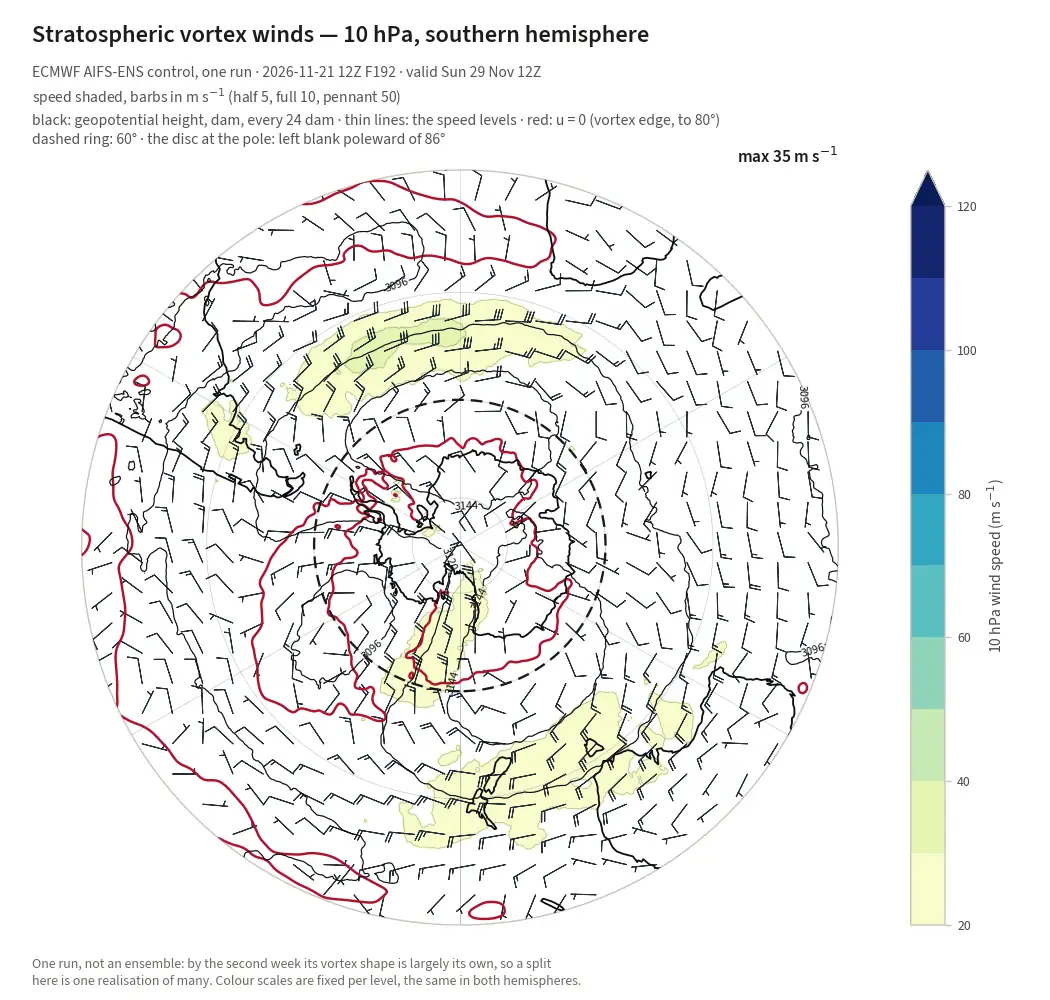 Stratospheric vortex winds — 10 hPa, southern hemisphere
ECMWF AIFS-ENS control, one run · 2026-11-21 12Z F192 · valid Sun 29 Nov 12Z
speed shaded, barbs in m s⁻¹ (half 5, full 10, pennant 50)
black: geopotential height, dam, every 24 dam · thin lines: the speed levels · red: u = 0 (vortex edge, to 80°)
dashed ring: 60° · the disc at the pole: left blank poleward of 86°
max 35 m s⁻¹
120
100
80
60
40
20
10 hPa wind speed (m s⁻¹)
3096
3096
3144
3144
3096
3144
3096
One run, not an ensemble: by the second week its vortex shape is largely its own, so a split
here is one realisation of many. Colour scales are fixed per level, the same in both hemispheres.